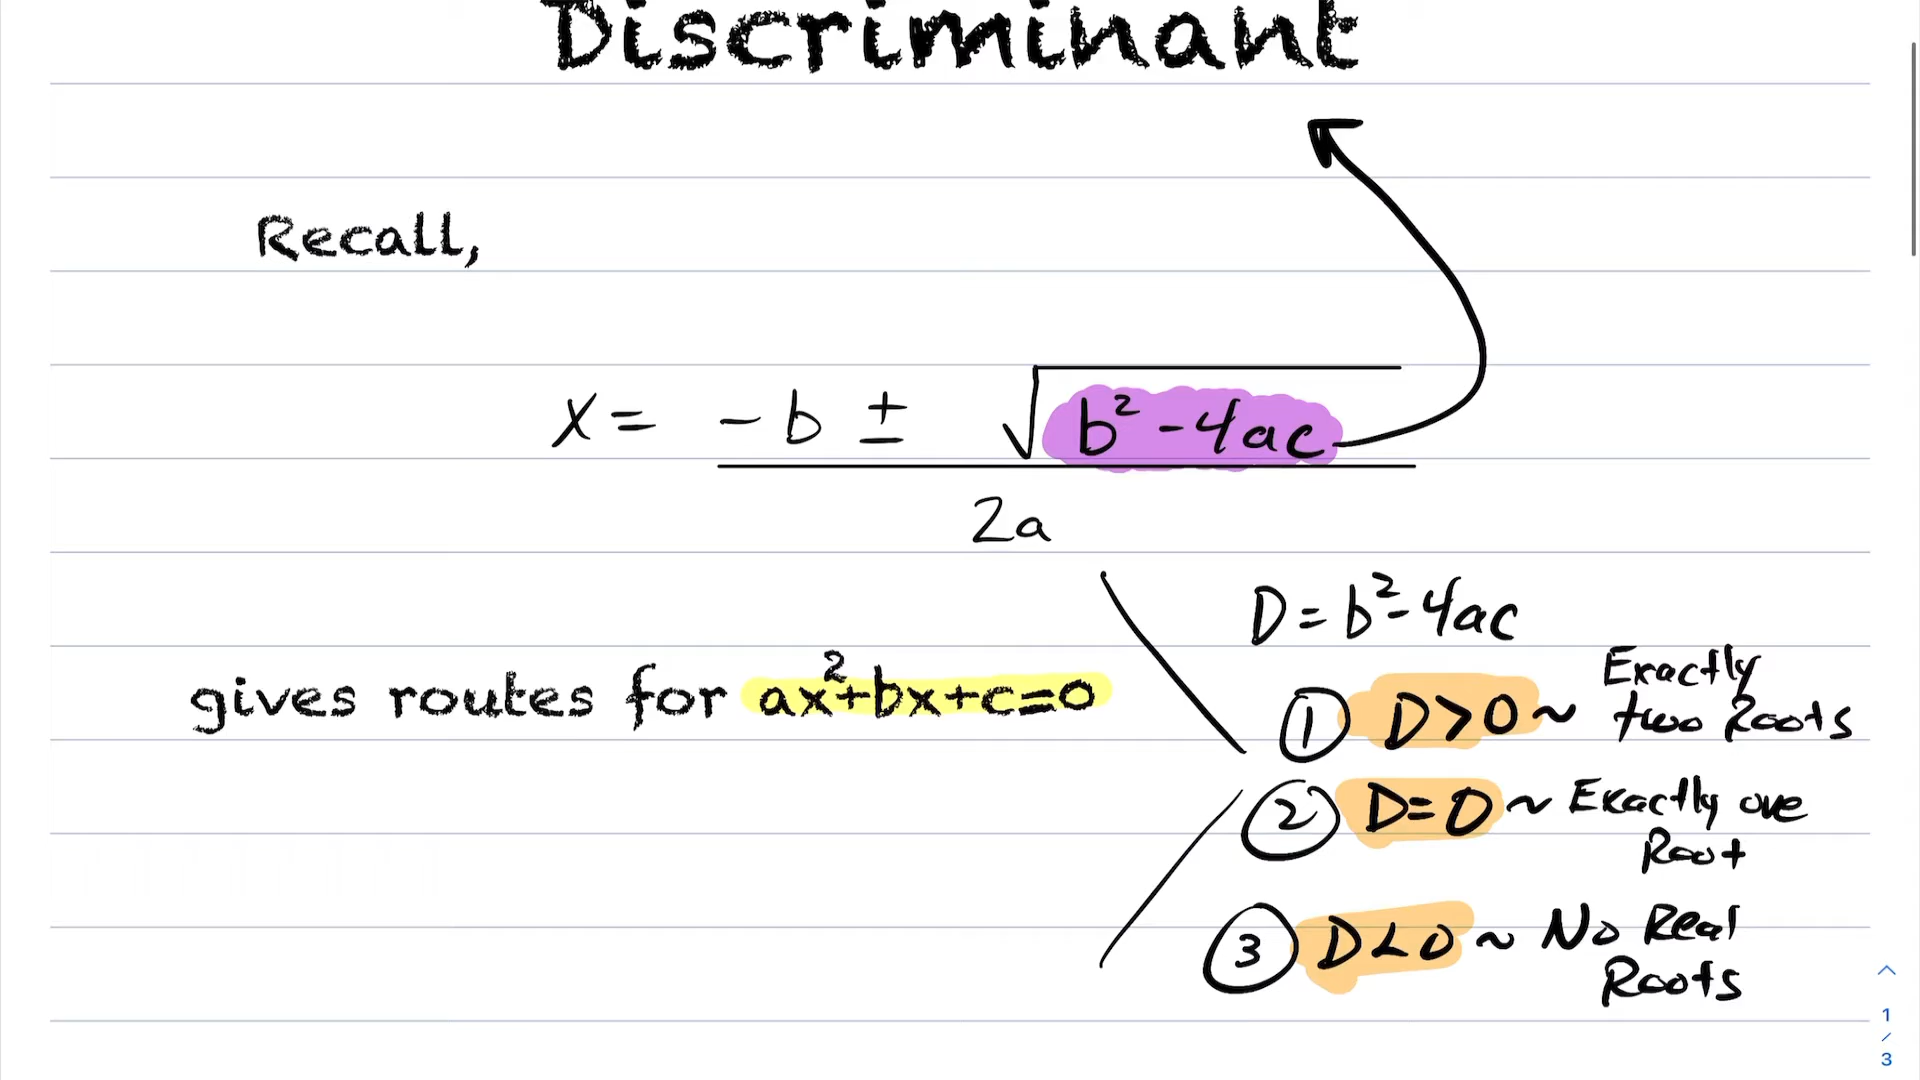 Discriminant
Recall,
x = -b ± √b²-4ac
2a
gives routes for ax²+bx+c=0
D = b²-4ac
① D>0 ~ Exactly
two Roots
② D=0 ~ Exactly one
Root
③ D<0 ~ No Real
Roots
1
/
3